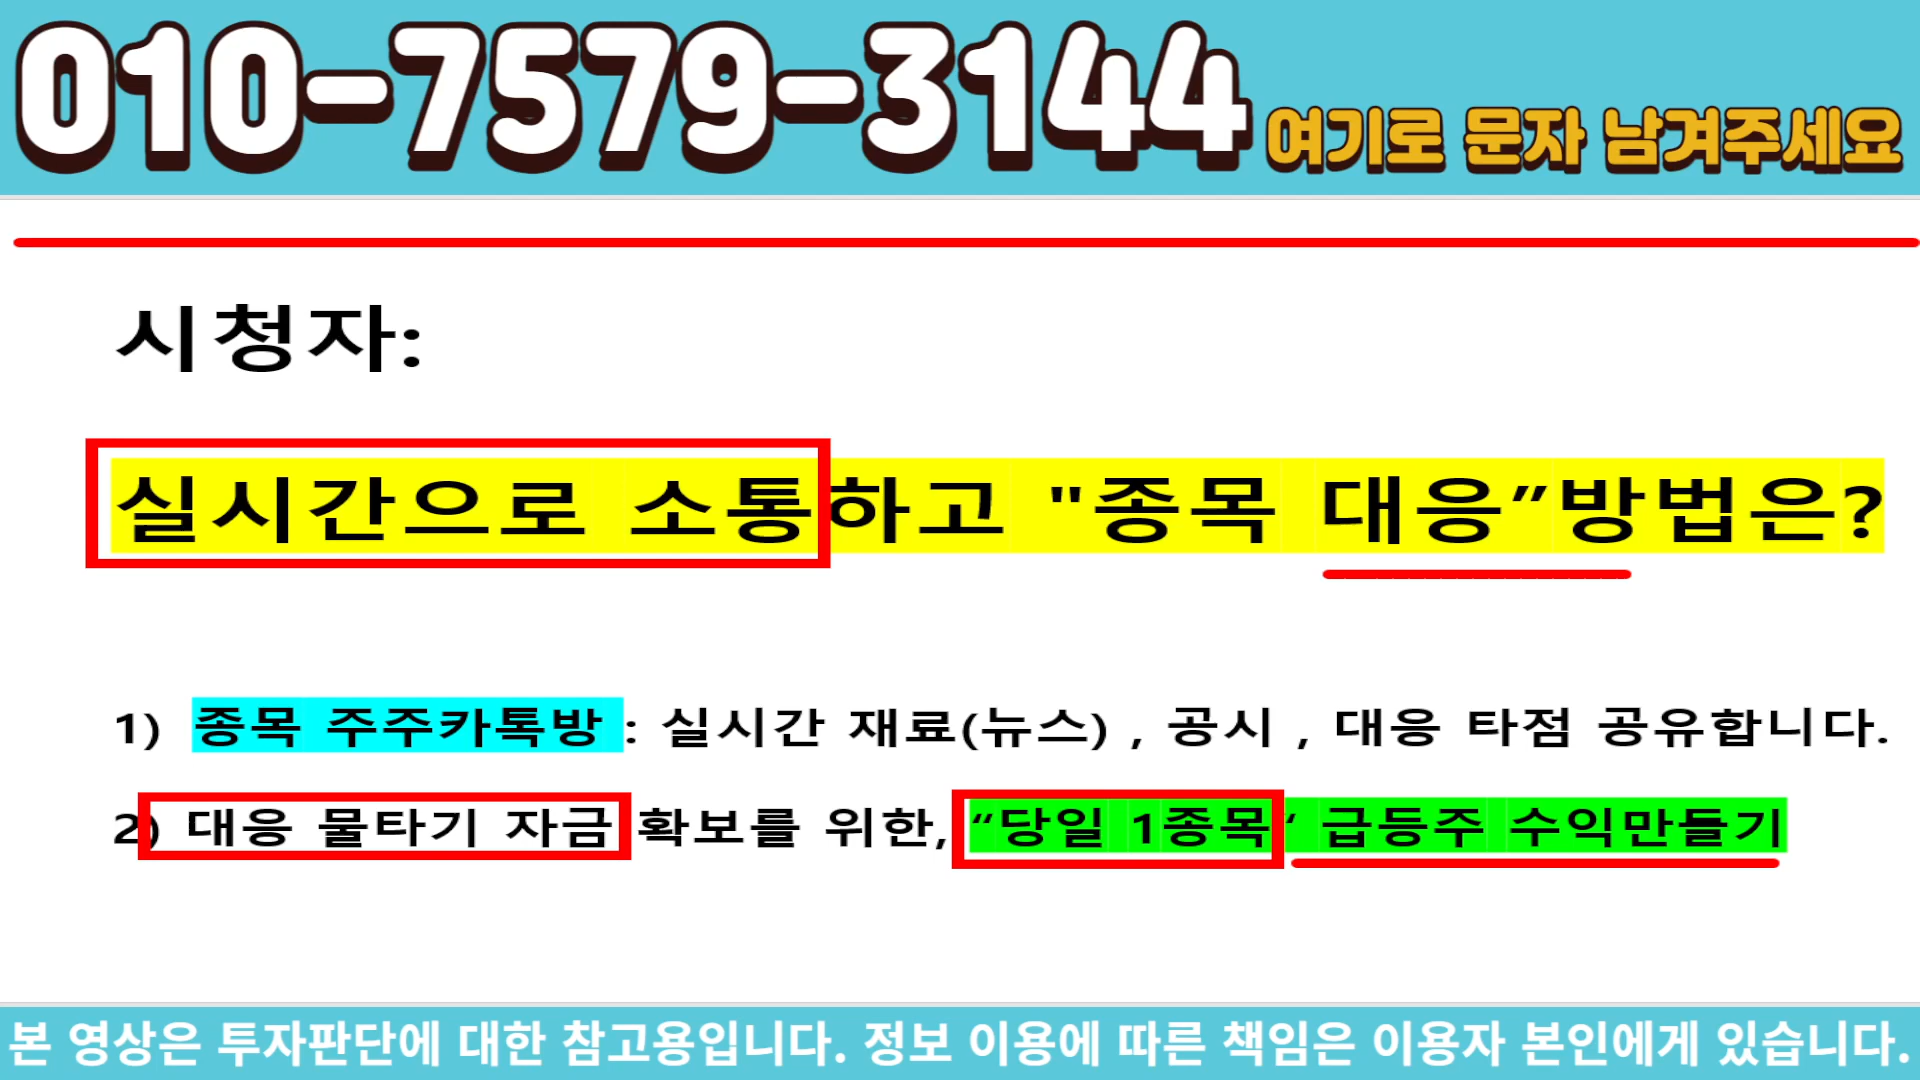 010-7579-3144 여기로 문자 남겨주세요
시청자:
실시간으로 소통하고 "종목 대응”방법은?
1) 종목 주주카톡방 : 실시간 재료(뉴스) , 공시 , 대응 타점 공유합니다.
2) 대응 물타기 자금 확보를 위한, “당일 1종목“ 급등주 수익만들기
본 영상은 투자판단에 대한 참고용입니다. 정보 이용에 따른 책임은 이용자 본인에게 있습니다.